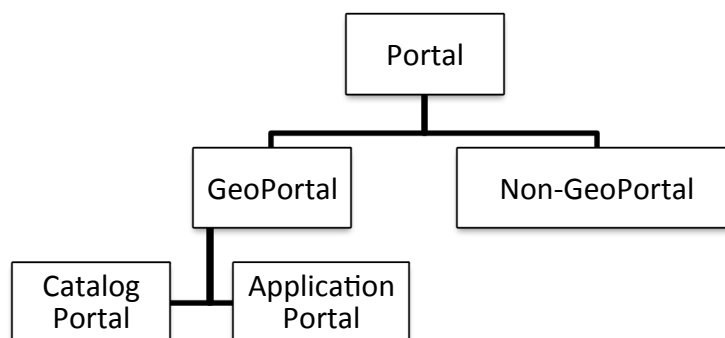 Portal
GeoPortal
Non-GeoPortal
Catalog
Portal
Application
Portal